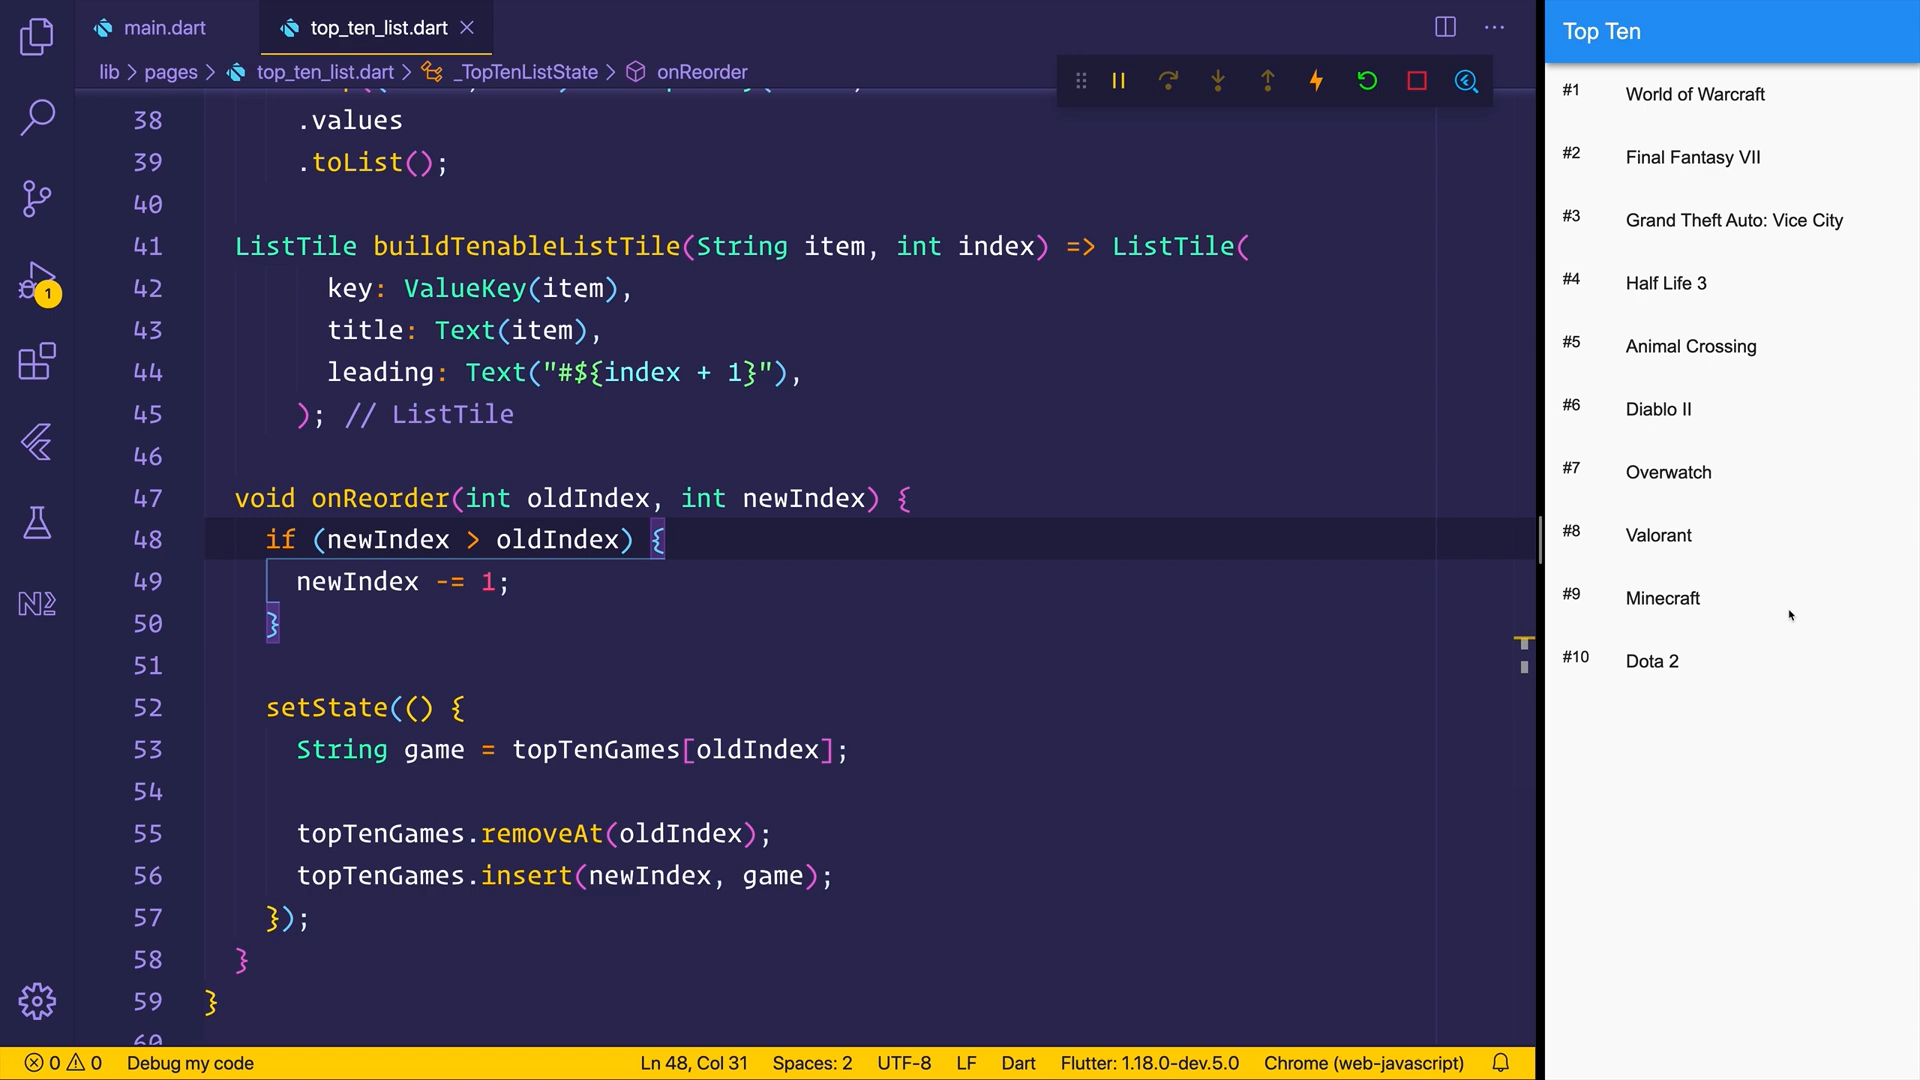 main.dart
top_ten_list.dart
lib > pages > top_ten_list.dart > _TopTenListState > onReorder
38 .values
39 .toList();
40
41 ListTile buildTenableListTile(String item, int index) => ListTile(
42 key: ValueKey(item),
43 title: Text(item),
44 leading: Text("#${index + 1}"),
45 ); // ListTile
46
47 void onReorder(int oldIndex, int newIndex) {
48 if (newIndex > oldIndex) {
49 newIndex -= 1;
50 }
51
52 setState(() {
53 String game = topTenGames[oldIndex];
54
55 topTenGames.removeAt(oldIndex);
56 topTenGames.insert(newIndex, game);
57 });
58 }
59 }
60
1
0 0 Debug my code Ln 48, Col 31 Spaces: 2 UTF-8 LF Dart Flutter: 1.18.0-dev.5.0 Chrome (web-javascript)
Top Ten
#1 World of Warcraft
#2 Final Fantasy VII
#3 Grand Theft Auto: Vice City
#4 Half Life 3
#5 Animal Crossing
#6 Diablo II
#7 Overwatch
#8 Valorant
#9 Minecraft
#10 Dota 2